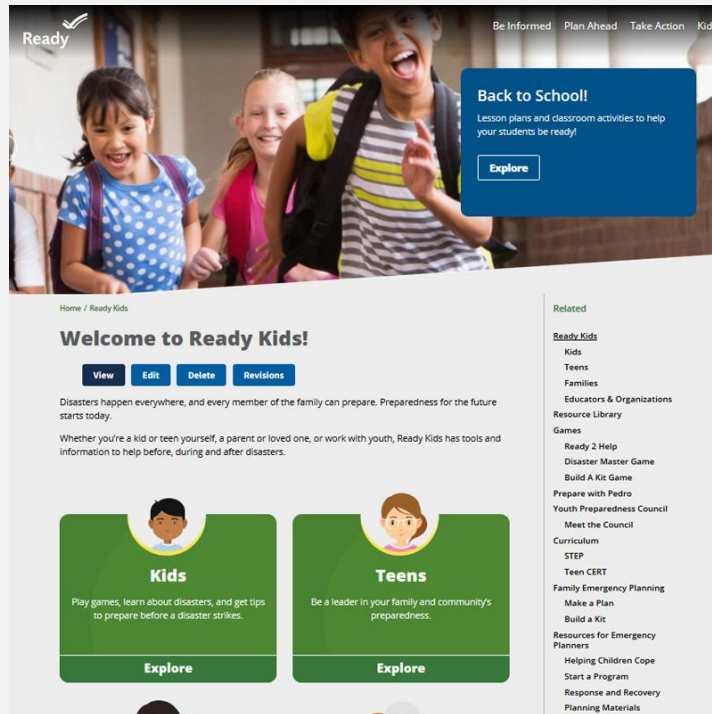 Ready
Be Informed Plan Ahead Take Action Kid
Back to School!
Lesson plans and classroom activities to help
your students be ready!
Explore
Home / Ready Kids
Welcome to Ready Kids!
View Edit Delete Revisions
Disasters happen everywhere, and every member of the family can prepare. Preparedness for the future
starts today.
Whether you're a kid or teen yourself, a parent or loved one, or work with youth, Ready Kids has tools and
information to help before, during and after disasters.
Kids
Play games, learn about disasters, and get tips
to prepare before a disaster strikes.
Explore
Teens
Be a leader in your family and community's
preparedness.
Explore
Related
Ready Kids
Kids
Teens
Families
Educators & Organizations
Resource Library
Games
Ready 2 Help
Disaster Master Game
Build A Kit Game
Prepare with Pedro
Youth Preparedness Council
Meet the Council
Curriculum
STEP
Teen CERT
Family Emergency Planning
Make a Plan
Build a Kit
Resources for Emergency
Planners
Helping Children Cope
Start a Program
Response and Recovery
Planning Materials